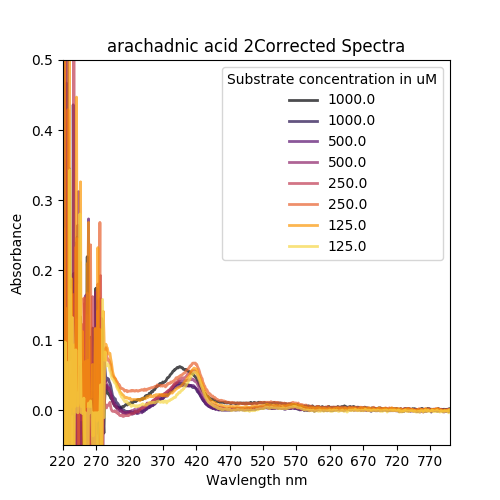 arachadnic acid 2Corrected Spectra
Substrate concentration in uM
1000.0
1000.0
500.0
500.0
250.0
250.0
125.0
125.0
Absorbance
0.5
0.4
0.3
0.2
0.1
0.0
220 270 320 370 420 470 520 570 620 670 720 770
Wavlength nm